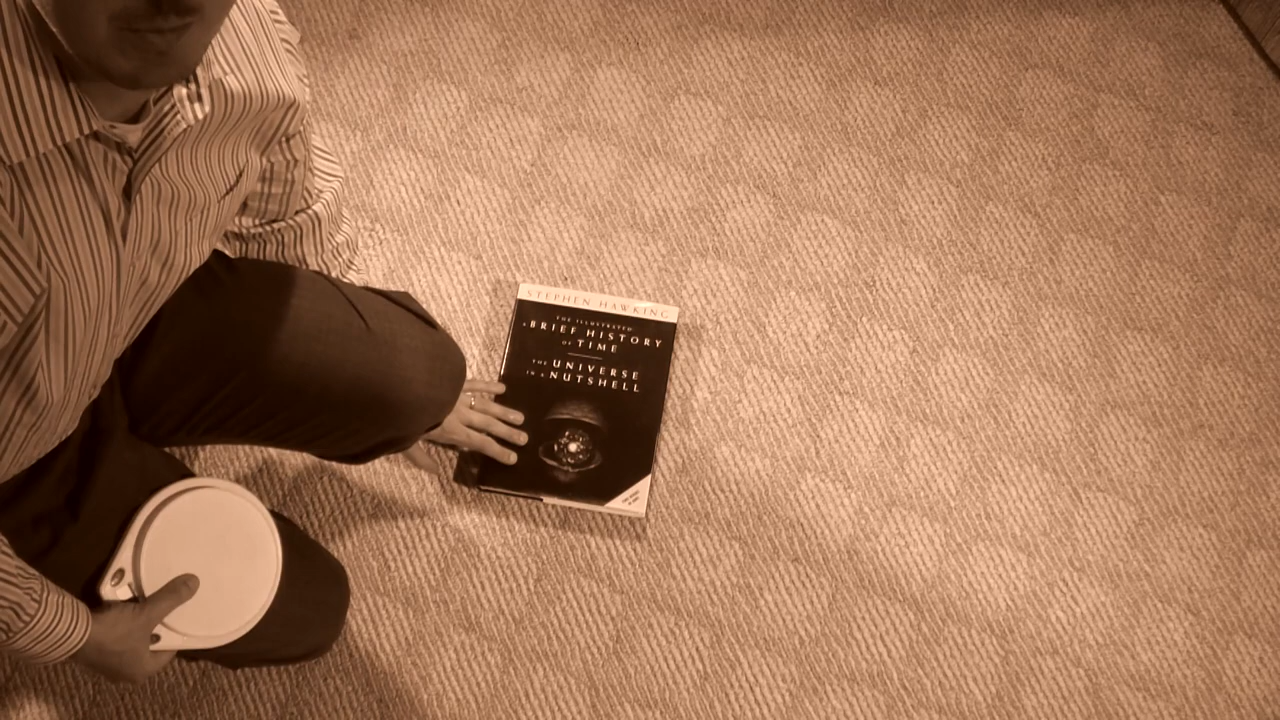 STEPHEN HAWKING
THE ILLUSTRATED
A BRIEF HISTORY
OF TIME
THE UNIVERSE
IN A NUTSHELL